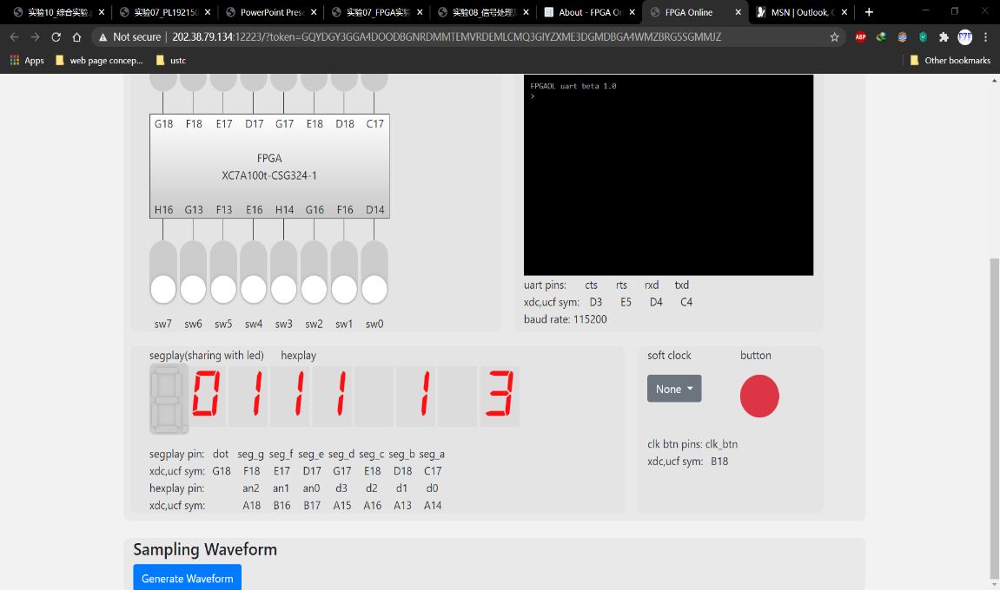 实验10_综合实验.p
实验07_PL19215
PowerPoint Prese
实验07_FPGA实验
实验08_信号处理及
About - FPGA On
FPGA Online
MSN | Outlook, O
Not secure | 202.38.79.134:12223/?token=GQYDGY3GGA4DOODBGNRDMMTEMVRDEMLCMQ3GIYZXME3DGMDBGA4WMZBRG5SGMMJZ
ABP
Apps web page concep... ustc Other bookmarks
G18 F18 E17 D17 G17 E18 D18 C17
FPGA
XC7A100t-CSG324-1
H16 G13 F13 E16 H14 G16 F16 D14
sw7 sw6 sw5 sw4 sw3 sw2 sw1 sw0
FPGAOL uart beta 1.0
>
uart pins: cts rts rxd txd
xdc,ucf sym: D3 E5 D4 C4
baud rate: 115200
segplay(sharing with led) hexplay
0 1 1 1 1 3
segplay pin: dot seg_g seg_f seg_e seg_d seg_c seg_b seg_a
xdc,ucf sym: G18 F18 E17 D17 G17 E18 D18 C17
hexplay pin: an2 an1 an0 d3 d2 d1 d0
xdc,ucf sym: A18 B16 B17 A15 A16 A13 A14
soft clock button
None
clk btn pins: clk_btn
xdc,ucf sym: B18
Sampling Waveform
Generate Waveform